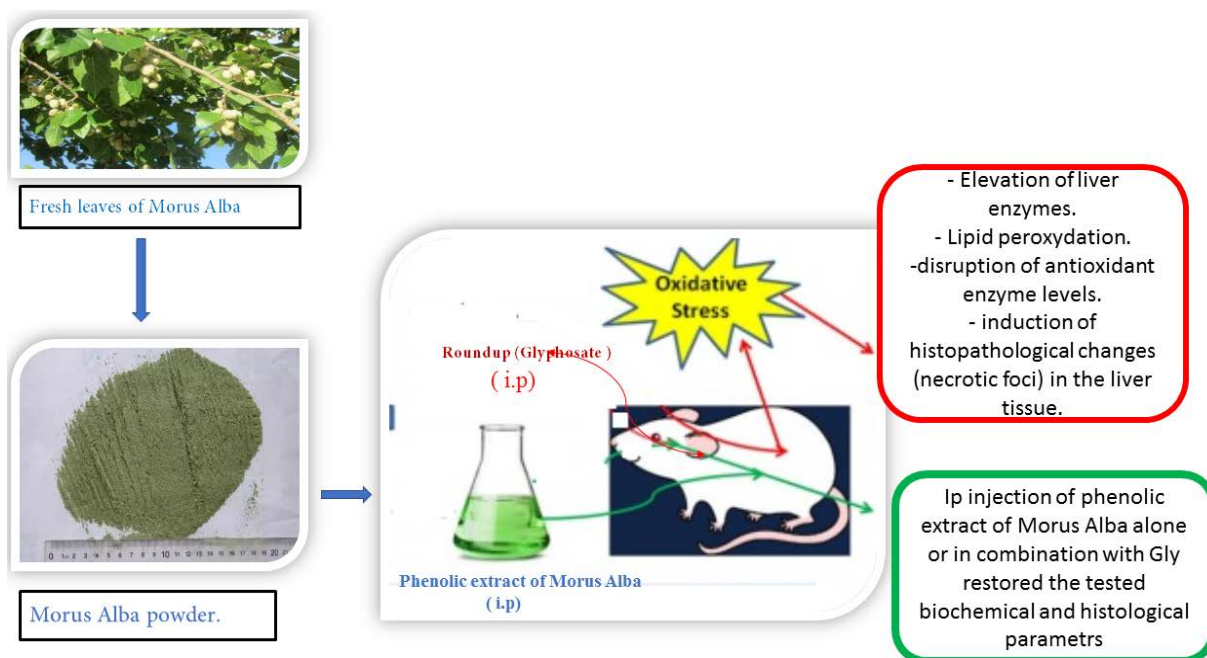 Fresh leaves of Morus Alba
Morus Alba powder.
Oxidative
Stress
Roundup (Glyphosate )
( i.p)
Phenolic extract of Morus Alba
( i.p)
- Elevation of liver
enzymes.
- Lipid peroxydation.
-disruption of antioxidant
enzyme levels.
- induction of
histopathological changes
(necrotic foci) in the liver
tissue.
Ip injection of phenolic
extract of Morus Alba alone
or in combination with Gly
restored the tested
biochemical and histological
parametrs